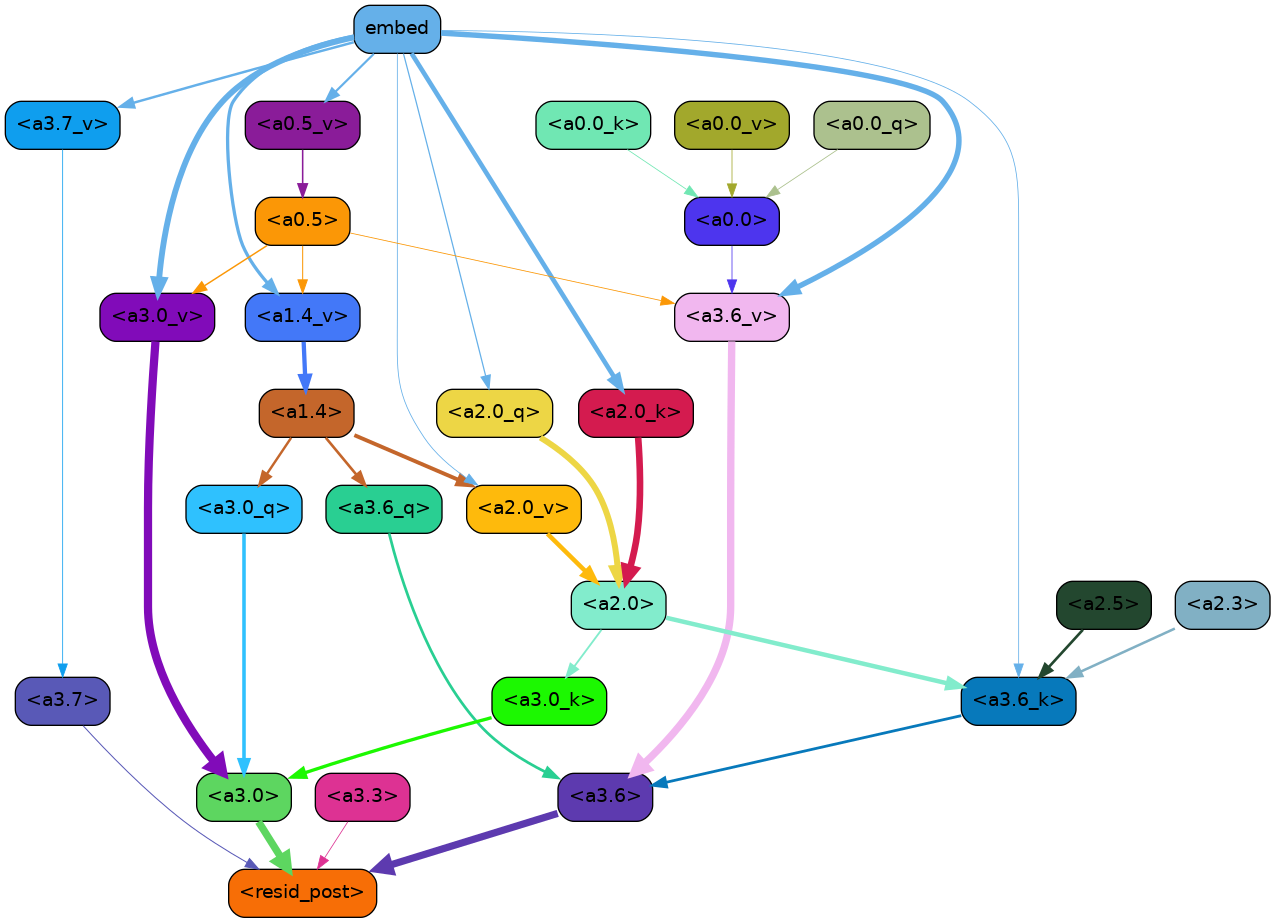 embed
<a3.7_v>
<a0.5_v>
<a0.0_k>
<a0.0_v>
<a0.0_q>
<a0.5>
<a0.0>
<a3.0_v>
<a1.4_v>
<a3.6_v>
<a1.4>
<a2.0_q>
<a2.0_k>
<a3.0_q>
<a3.6_q>
<a2.0_v>
<a2.0>
<a2.5>
<a2.3>
<a3.7>
<a3.0_k>
<a3.6_k>
<a3.0>
<a3.3>
<a3.6>
<resid_post>